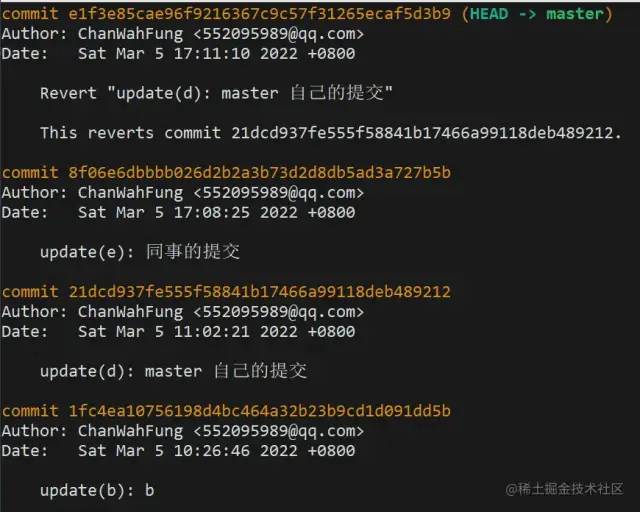 commit e1f3e85cae96f9216367c9c57f31265ecaf5d3b9 (HEAD -> master)
Author: ChanWahFung <552095989@qq.com>
Date:   Sat Mar 5 17:11:10 2022 +0800
Revert "update(d): master 自己的提交"
This reverts commit 21dcd937fe555f58841b17466a99118deb489212.
commit 8f06e6dbbbb026d2b2a3b73d2d8db5ad3a727b5b
Author: ChanWahFung <552095989@qq.com>
Date:   Sat Mar 5 17:08:25 2022 +0800
update(e): 同事的提交
commit 21dcd937fe555f58841b17466a99118deb489212
Author: ChanWahFung <552095989@qq.com>
Date:   Sat Mar 5 11:02:21 2022 +0800
update(d): master 自己的提交
commit 1fc4ea10756198d4bc464a32b23b9cd1d091dd5b
Author: ChanWahFung <552095989@qq.com>
Date:   Sat Mar 5 10:26:46 2022 +0800
update(b): b
@稀土掘金技术社区